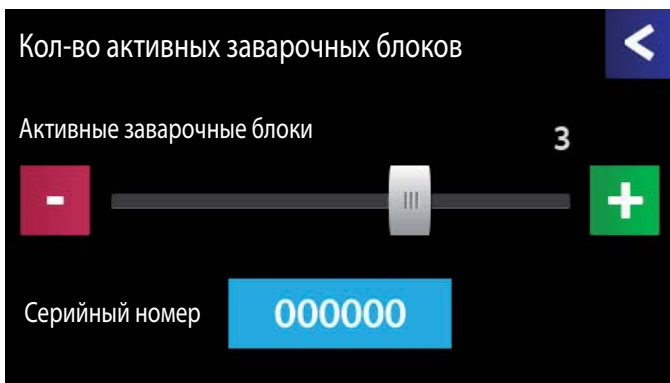 Кол-во активных заварочных блоков
<
Активные заварочные блоки
3
-
+
Серийный номер
000000